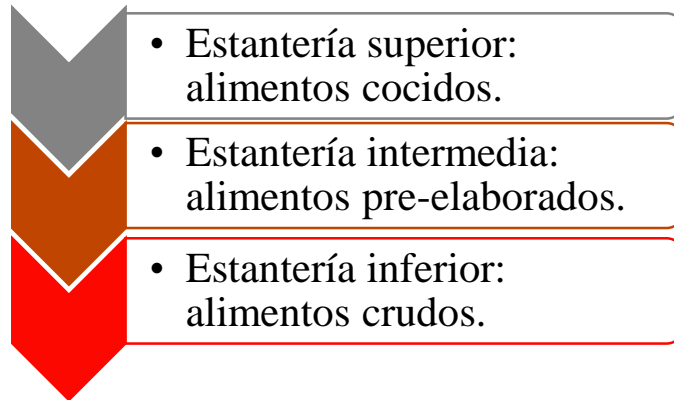 • Estantería superior:
alimentos cocidos.
• Estantería intermedia:
alimentos pre-elaborados.
• Estantería inferior:
alimentos crudos.